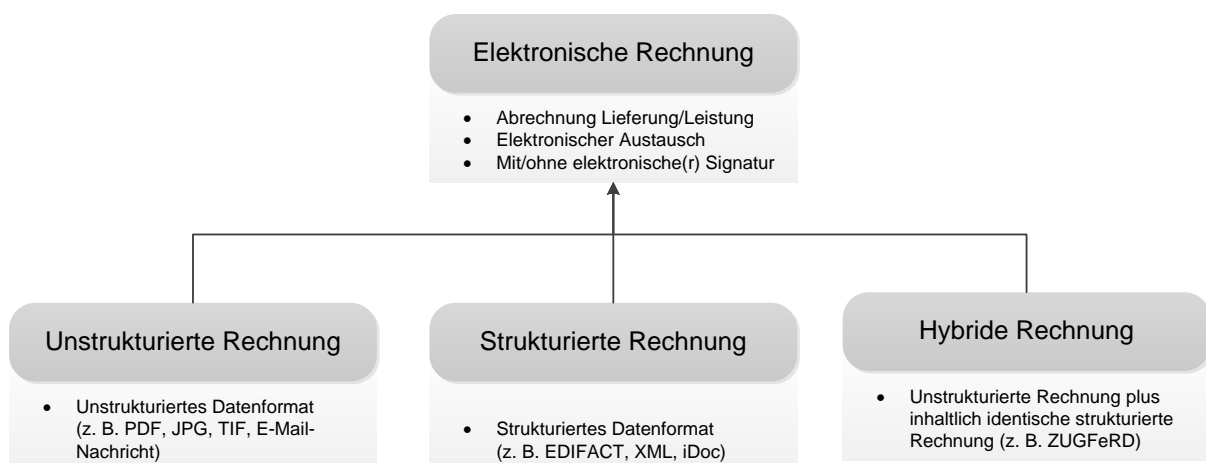 Elektronische Rechnung
• Abrechnung Lieferung/Leistung
• Elektronischer Austausch
• Mit/ohne elektronische(r) Signatur
Unstrukturierte Rechnung
• Unstrukturiertes Datenformat
(z. B. PDF, JPG, TIF, E-Mail-
Nachricht)
Strukturierte Rechnung
• Strukturiertes Datenformat
(z. B. EDIFACT, XML, iDoc)
Hybride Rechnung
• Unstrukturierte Rechnung plus
inhaltlich identische strukturierte
Rechnung (z. B. ZUGFeRD)